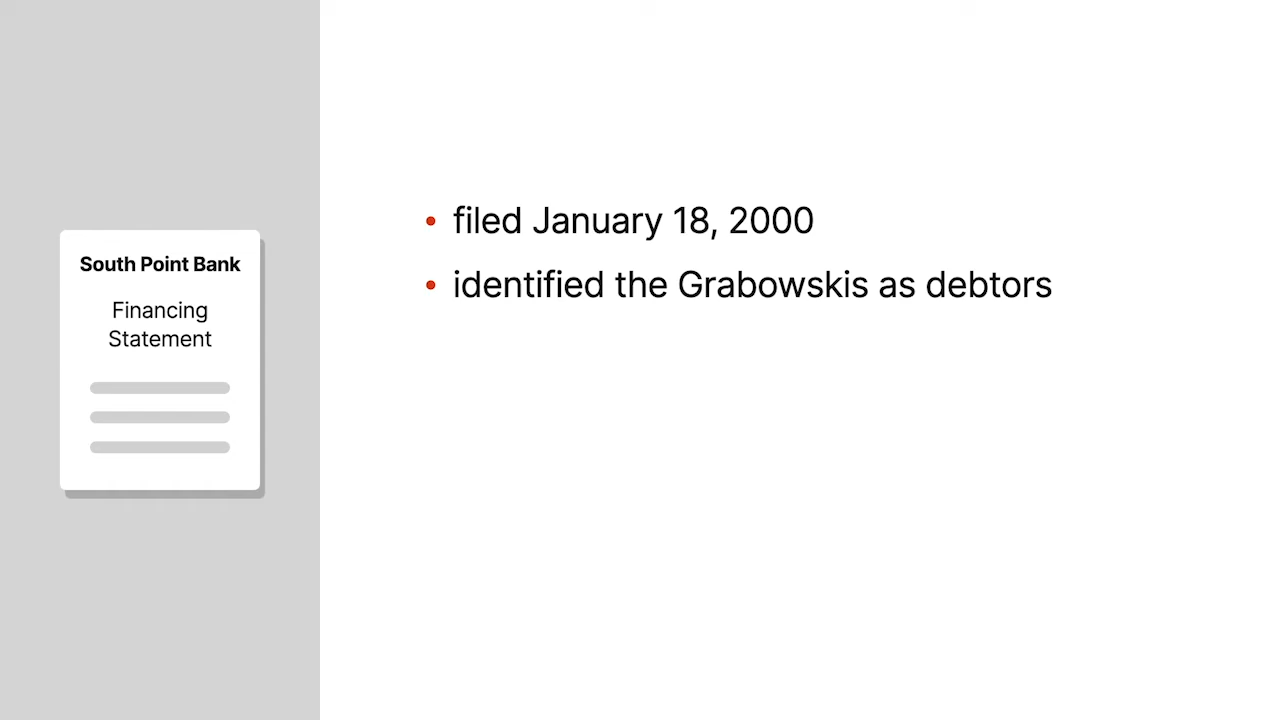 South Point Bank
Financing
Statement
• filed January 18, 2000
• identified the Grabowskis as debtors